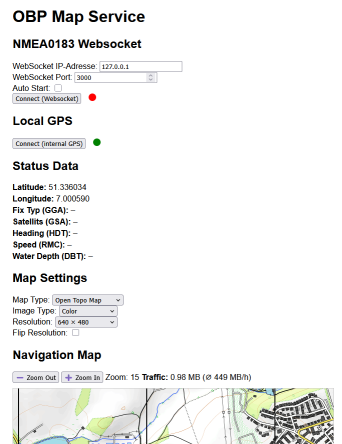 OBP Map Service
NMEA0183 Websocket
WebSocket IP-Adresse: 127.0.0.1
WebSocket Port: 3000
Auto Start:
Connect (Websocket)
Local GPS
Connect (internal GPS)
Status Data
Latitude: 51.336034
Longitude: 7.000590
Fix Typ (GGA): –
Satellits (GSA): –
Heading (HDT): –
Speed (RMC): –
Water Depth (DBT): –
Map Settings
Map Type: Open Topo Map
Image Type: Color
Resolution: 640 × 480
Flip Resolution:
Navigation Map
— Zoom Out + Zoom In Zoom: 15 Traffic: 0.98 MB (∅ 449 MB/h)